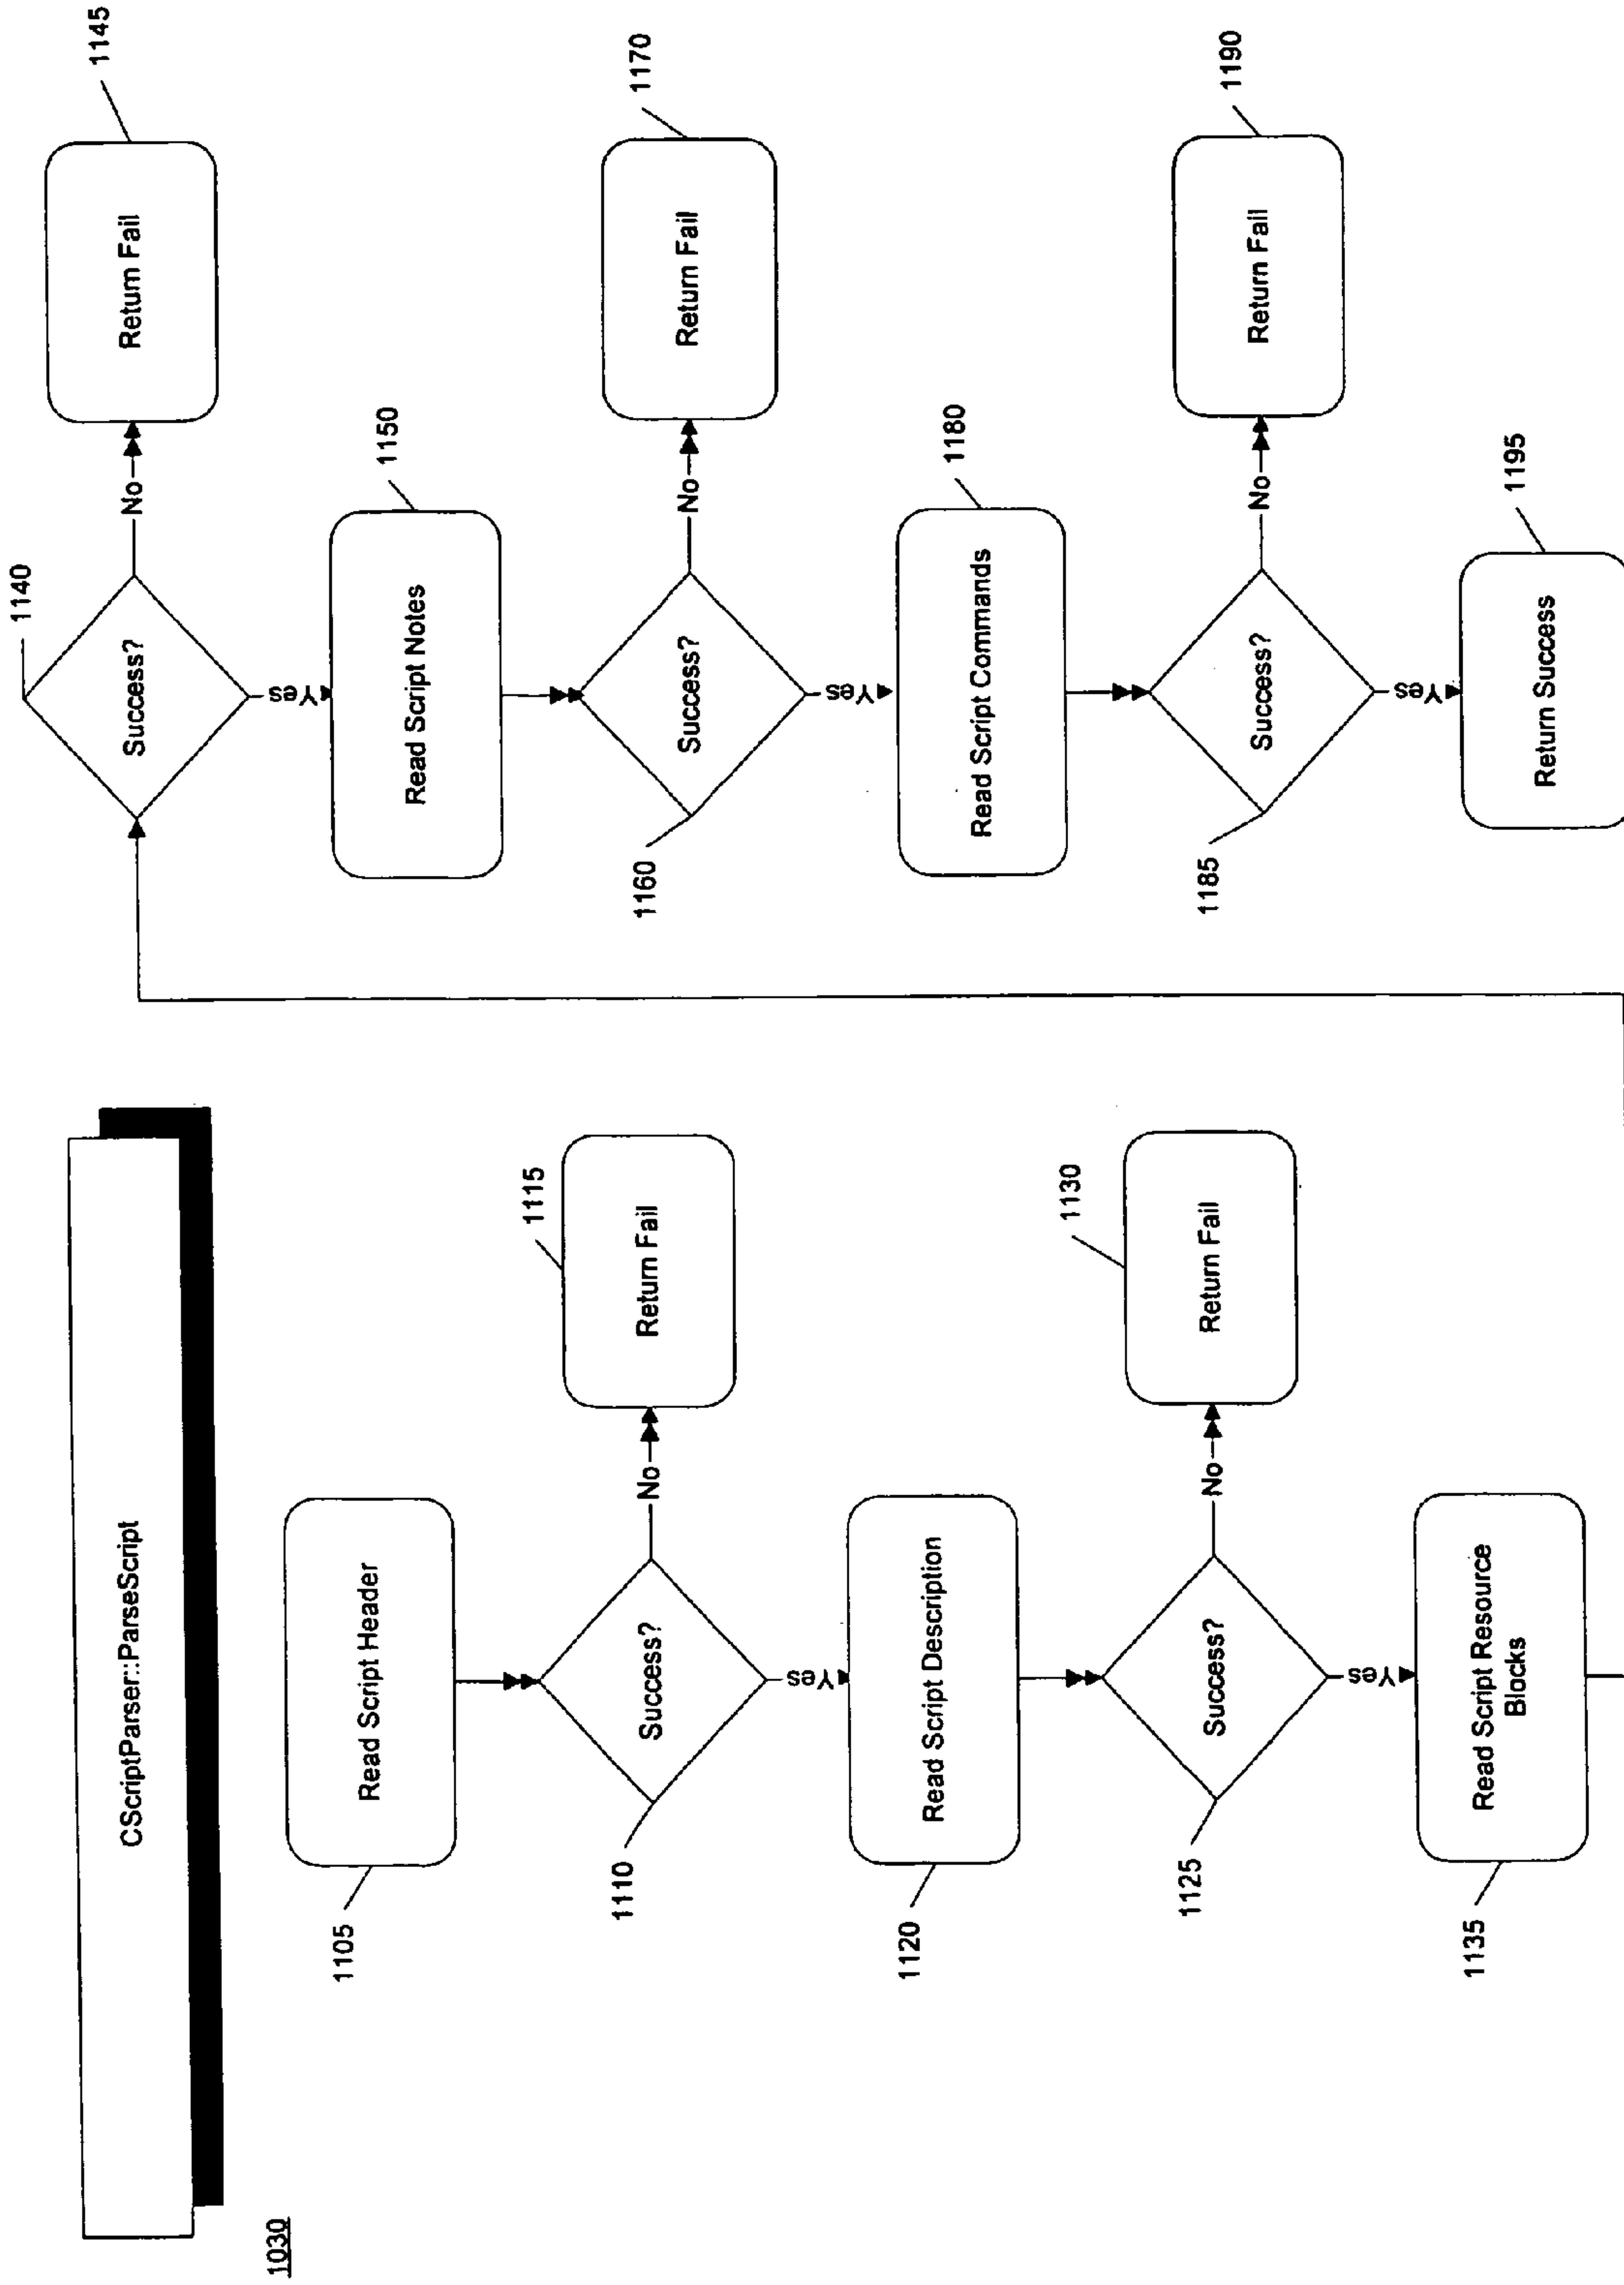 CScriptParser::ParseScript
1030
1105
Read Script Header
1110
Success?
No
Return Fail
1115
Yes
1120
Read Script Description
1125
Success?
No
Return Fail
1130
Yes
1135
Read Script Resource
Blocks
1140
Success?
No
Return Fail
1145
Yes
Read Script Notes
1150
1160
Success?
No
Return Fail
1170
Yes
Read Script Commands
1180
1185
Success?
No
Return Fail
1190
Yes
Return Success
1195